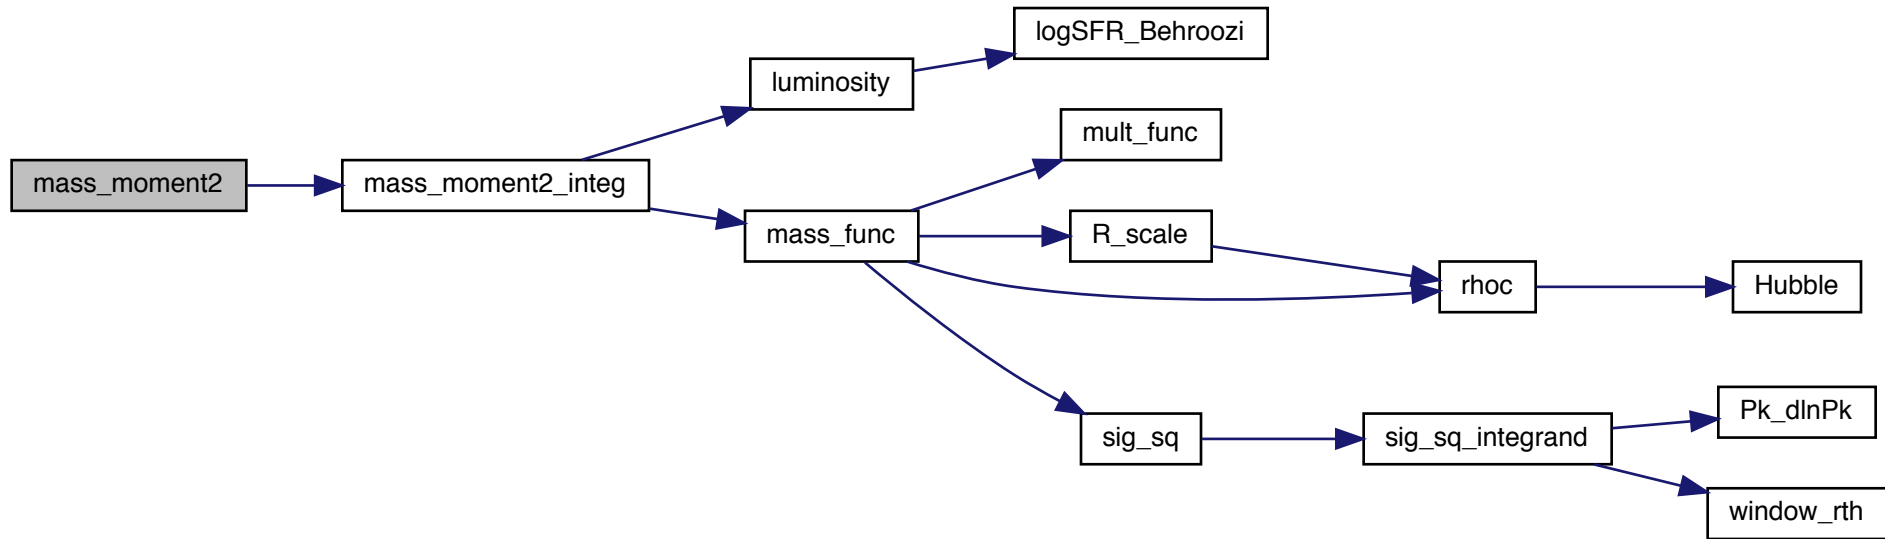 logSFR_Behroozi
luminosity
mult_func
mass_moment2
mass_moment2_integ
mass_func
R_scale
rhoc
Hubble
Pk_dlnPk
sig_sq
sig_sq_integrand
window_rth